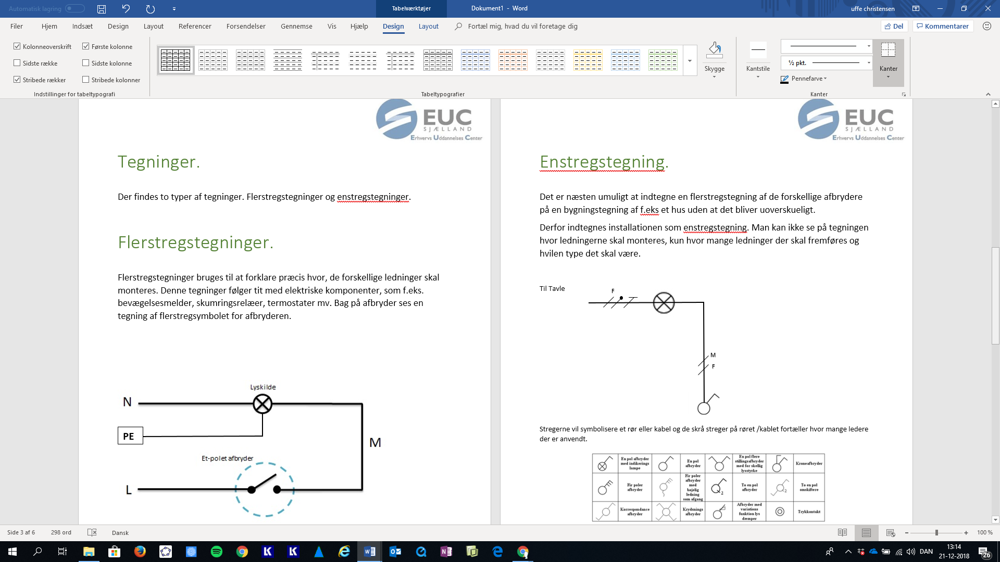 Automatisk lagring
Tabelværktøjer
Dokument1 - Word
uffe christensen
Filer Hjem Indsæt Design Layout Referencer Forsendelser Gennemse Vis Hjælp Design Layout Fortæl mig, hvad du vil foretage dig Del Kommentarer
Kolonneoverskrift Første kolonne
Sidste række Sidste kolonne
Stribede rækker Stribede kolonner
Indstillinger for tabeltypografi
Tabeltypografier
Skygge
Kantstile
½ pkt.
Pennefarve
Kanter
Kanter
EUC
SJÆLLAND
Erhvervs Uddannelses Center
Tegninger.
Der findes to typer af tegninger. Flerstregstegninger og enstregstegninger.
Flerstregstegninger.
Flerstregstegninger bruges til at forklare præcis hvor, de forskellige ledninger skal
monteres. Denne tegninger følger tit med elektriske komponenter, som f.eks.
bevægelsesmelder, skumringsrelæer, termostater mv. Bag på afbryder ses en
tegning af flerstregsymbolet for afbryderen.
Lyskilde
N
PE
M
Et-polet afbryder
L
EUC
SJÆLLAND
Erhvervs Uddannelses Center
Enstregstegning.
Det er næsten umuligt at indtegne en flerstregstegning af de forskellige afbrydere
på en bygningstegning af f.eks et hus uden at det bliver uoverskueligt.
Derfor indtegnes installationen som enstregstegning. Man kan ikke se på tegningen
hvor ledningerne skal monteres, kun hvor mange ledninger der skal fremføres og
hvilen type det skal være.
Til Tavle
F
M
F
Stregerne vil symbolisere et rør eller kabel og de skrå streger på røret /kablet fortæller hvor mange ledere
der er anvendt.
En pol afbryder
med indikerings
lampe
En pol
afbryder
En pol flere
stillingsafbryder
med for skellig
lysstyrke
Kroneafbryder
Fir poler
afbryder
Fir poler
afbryder
med
bøjelig
ledning
som afgang
2
To en pol
afbryder
2
To en pol
omskiftere
Korrespondance
afbryder
Krydsnings
afbryder
Afbryder med
variations
funktion lys
dæmper
Trykkontakt
Side 3 af 6 298 ord Dansk 100 %
DAN
13:14
21-12-2018
26